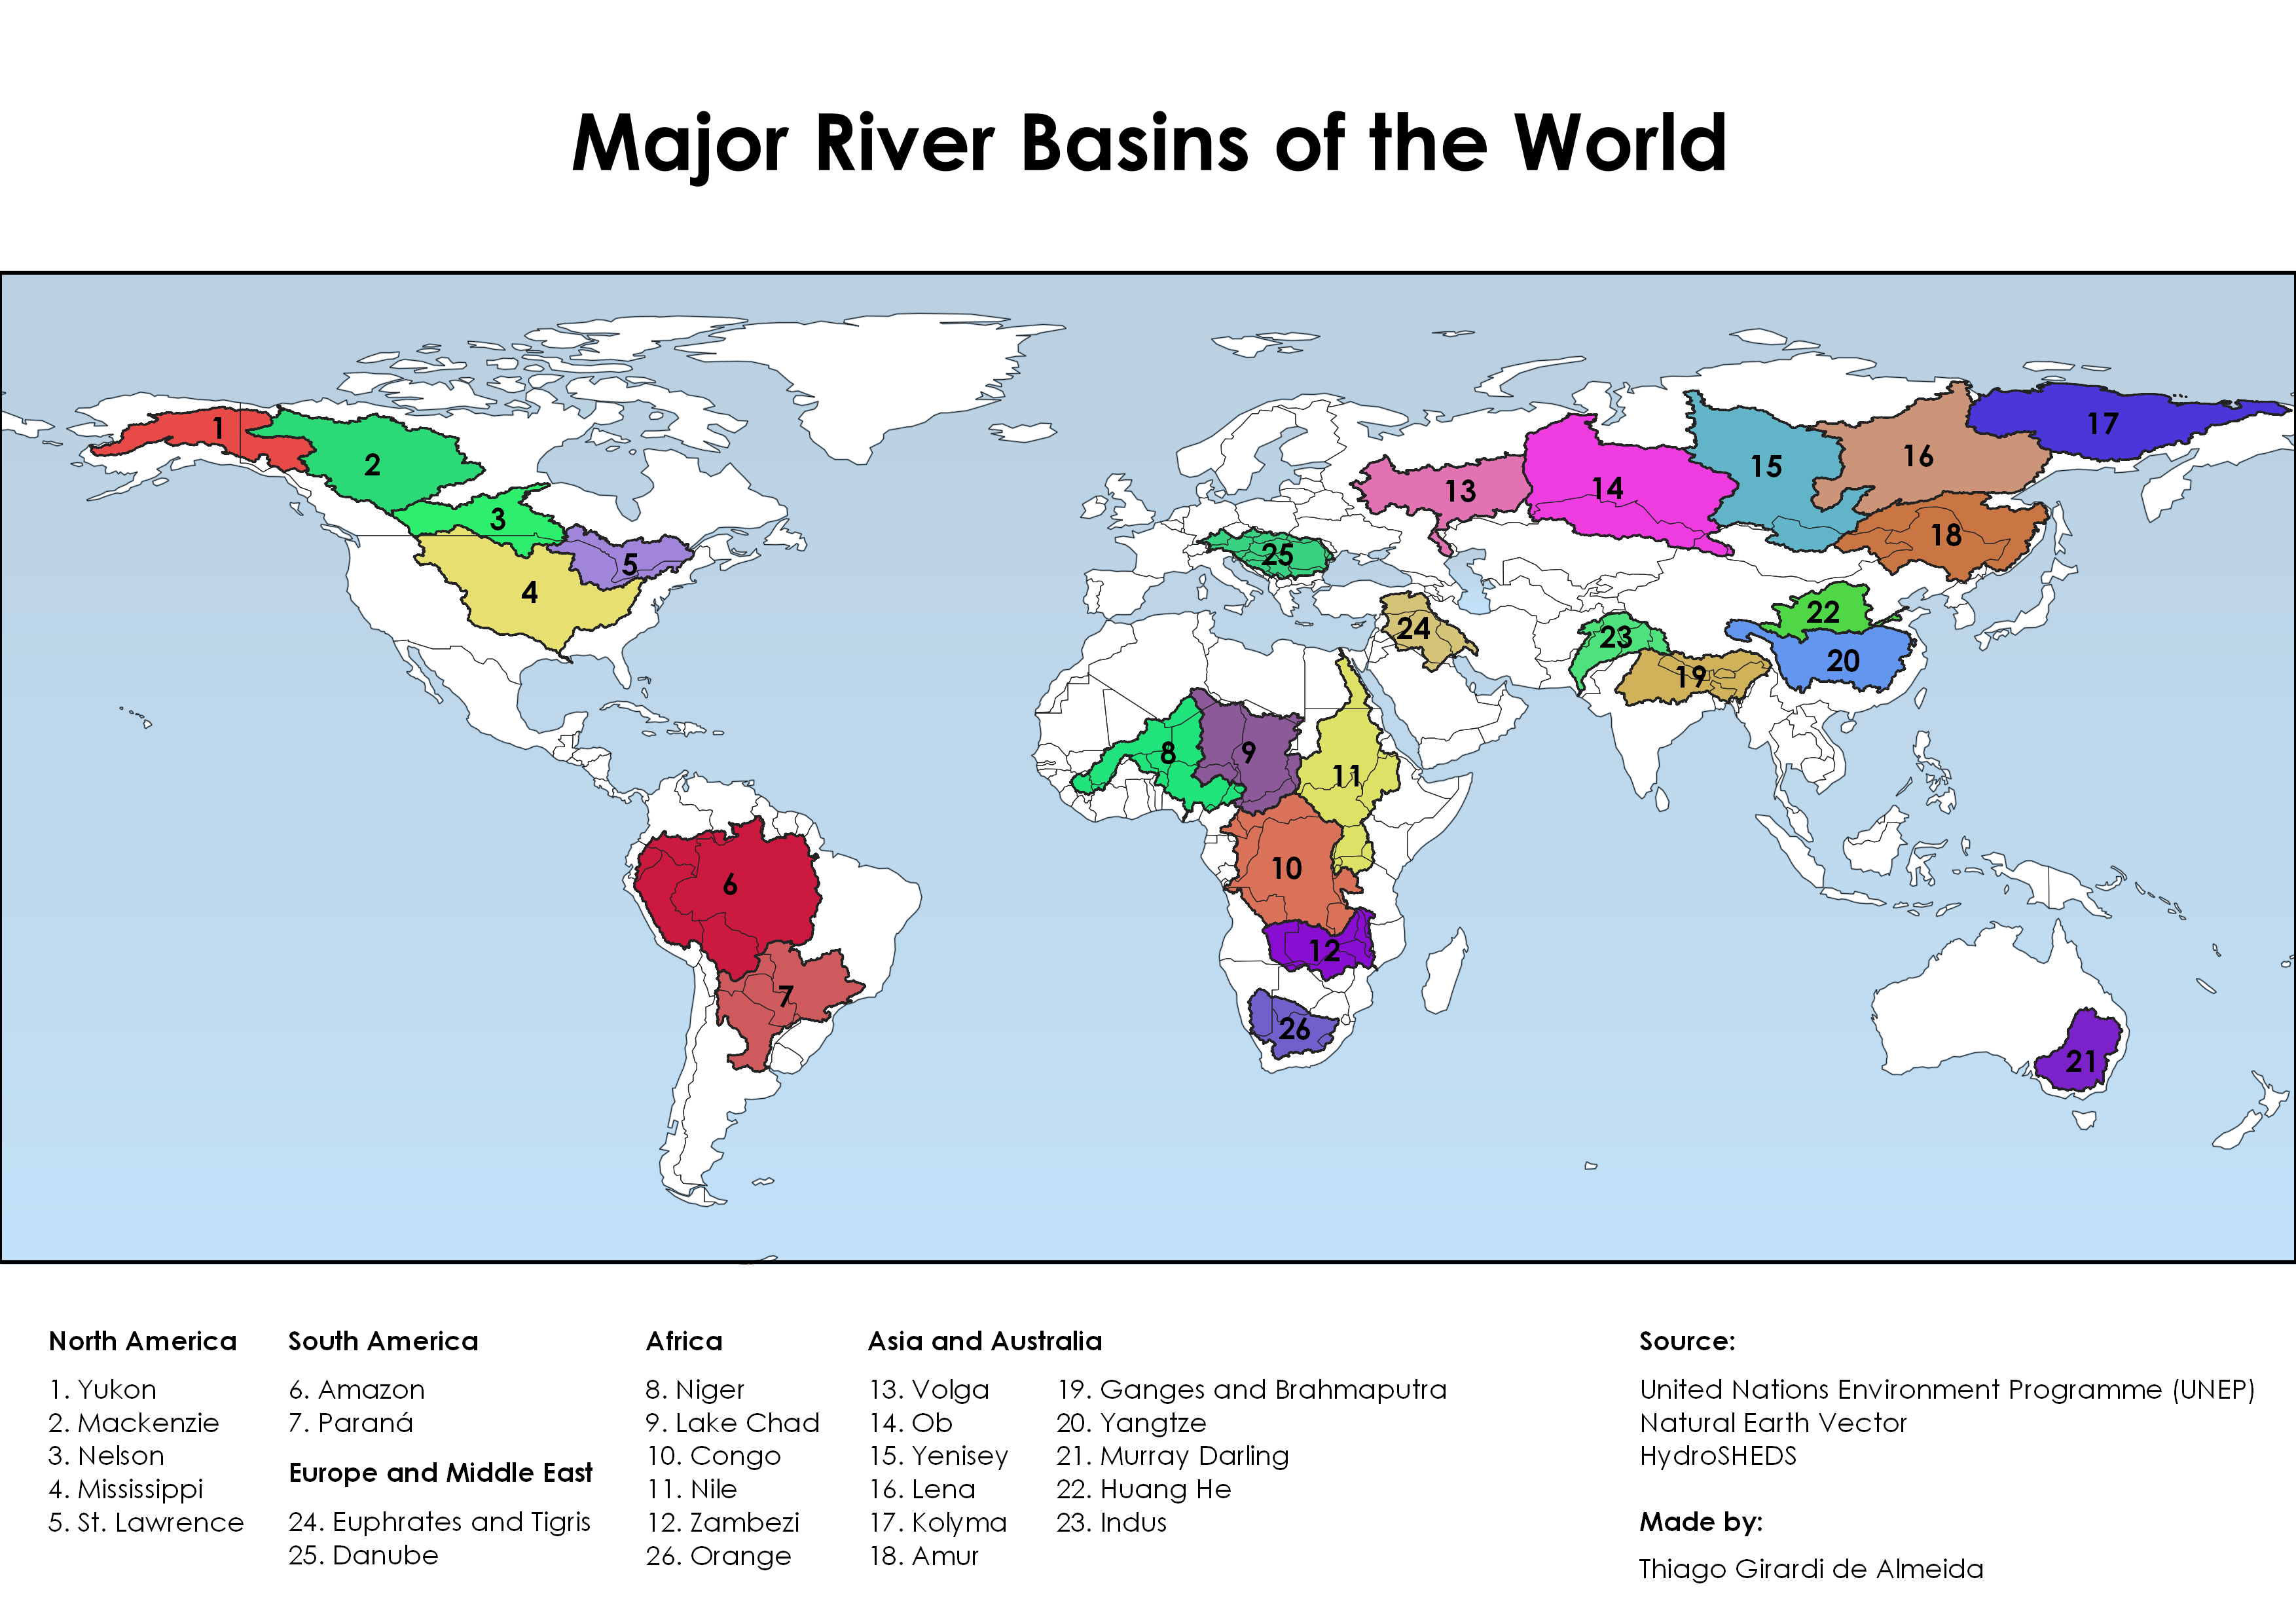 Major River Basins of the World
1
2
3
4
5
6
7
8
9
10
11
12
13
14
15
16
17
18
19
20
21
22
23
24
25
26
North America
1. Yukon
2. Mackenzie
3. Nelson
4. Mississippi
5. St. Lawrence
South America
6. Amazon
7. Paraná
Europe and Middle East
24. Euphrates and Tigris
25. Danube
Africa
8. Niger
9. Lake Chad
10. Congo
11. Nile
12. Zambezi
26. Orange
Asia and Australia
13. Volga
14. Ob
15. Yenisey
16. Lena
17. Kolyma
18. Amur
19. Ganges and Brahmaputra
20. Yangtze
21. Murray Darling
22. Huang He
23. Indus
Source:
United Nations Environment Programme (UNEP)
Natural Earth Vector
HydroSHEDS
Made by:
Thiago Girardi de Almeida